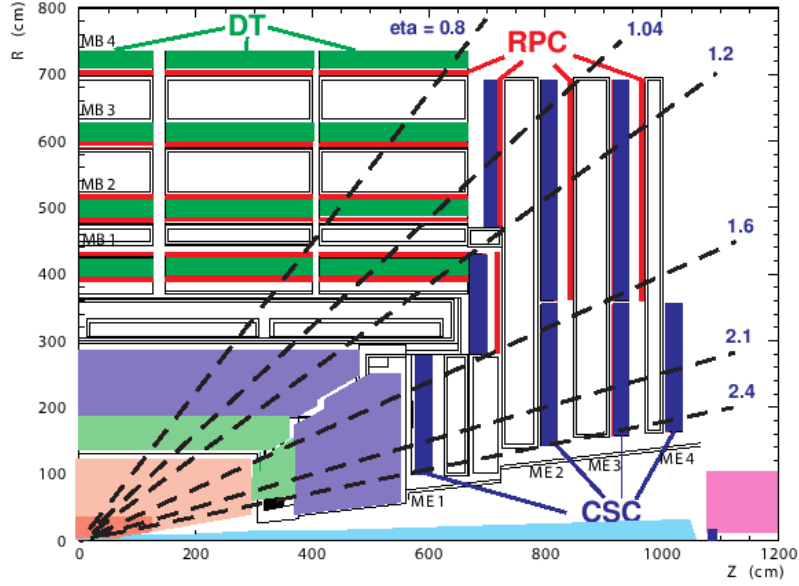 800
R (cm)
MB 4
DT
eta = 0.8
RPC
1.04
1.2
700
MB 3
600
MB 2
500
MB 1
1.6
400
300
2.1
200
2.4
100
ME 1
ME 2
ME 3
ME 4
CSC
0
0
200
400
600
800
1000
1200
Z (cm)